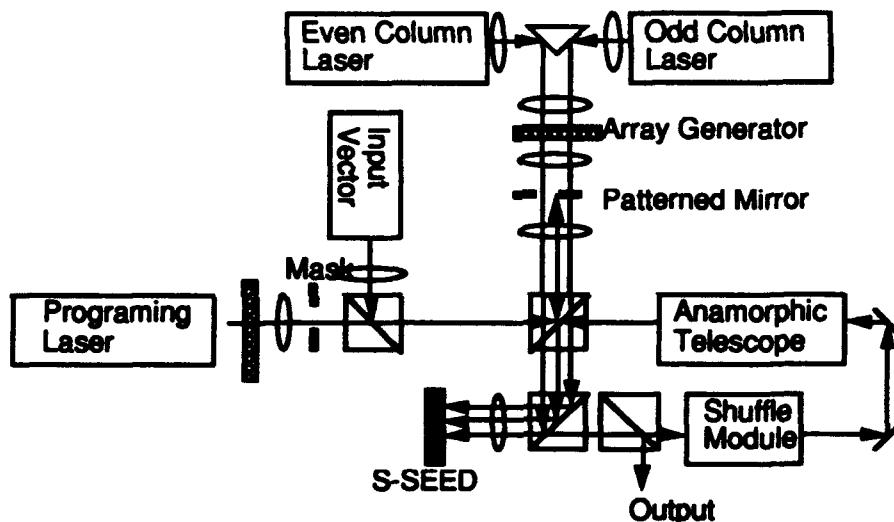 Even Column
Laser
Odd Column
Laser
Array Generator
Input
Vector
Patterned Mirror
Mask
Programing
Laser
Anamorphic
Telescope
Shuffle
Module
S-SEED
Output